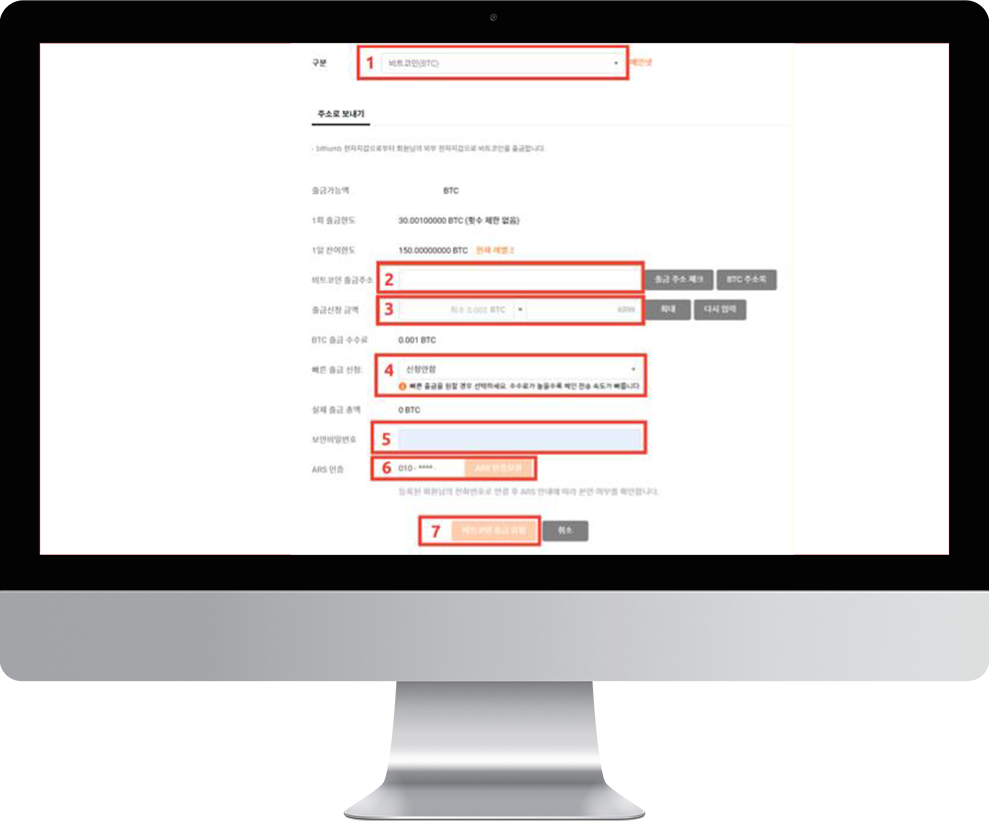 구분 1 비트코인(BTC) 메인넷
주소로 보내기
- bithumb 전자지갑으로부터 회원님의 외부 전자지갑으로 비트코인을 출금합니다.
출금가능액 BTC
1회 출금한도 30.00100000 BTC (횟수 제한 없음)
1일 잔여한도 150.00000000 BTC 현재 레벨 2
비트코인 출금주소 2 출금 주소 체크 BTC 주소록
출금신청 금액 3 최소 0.002 BTC = KRW 최대 다시 입력
BTC 출금 수수료 0.001 BTC
빠른 출금 신청 4 신청안함
빠른 출금을 원할 경우 선택하세요. 수수료가 높을수록 체인 전송 속도가 빠릅니다.
실제 출금 총액 0 BTC
보안비밀번호 5
ARS 인증 6 010 - **** - ARS 인증요청
등록된 회원님의 전화번호로 연결 후 ARS 안내에 따라 본인 여부를 확인합니다.
7 비트코인 출금 요청 취소